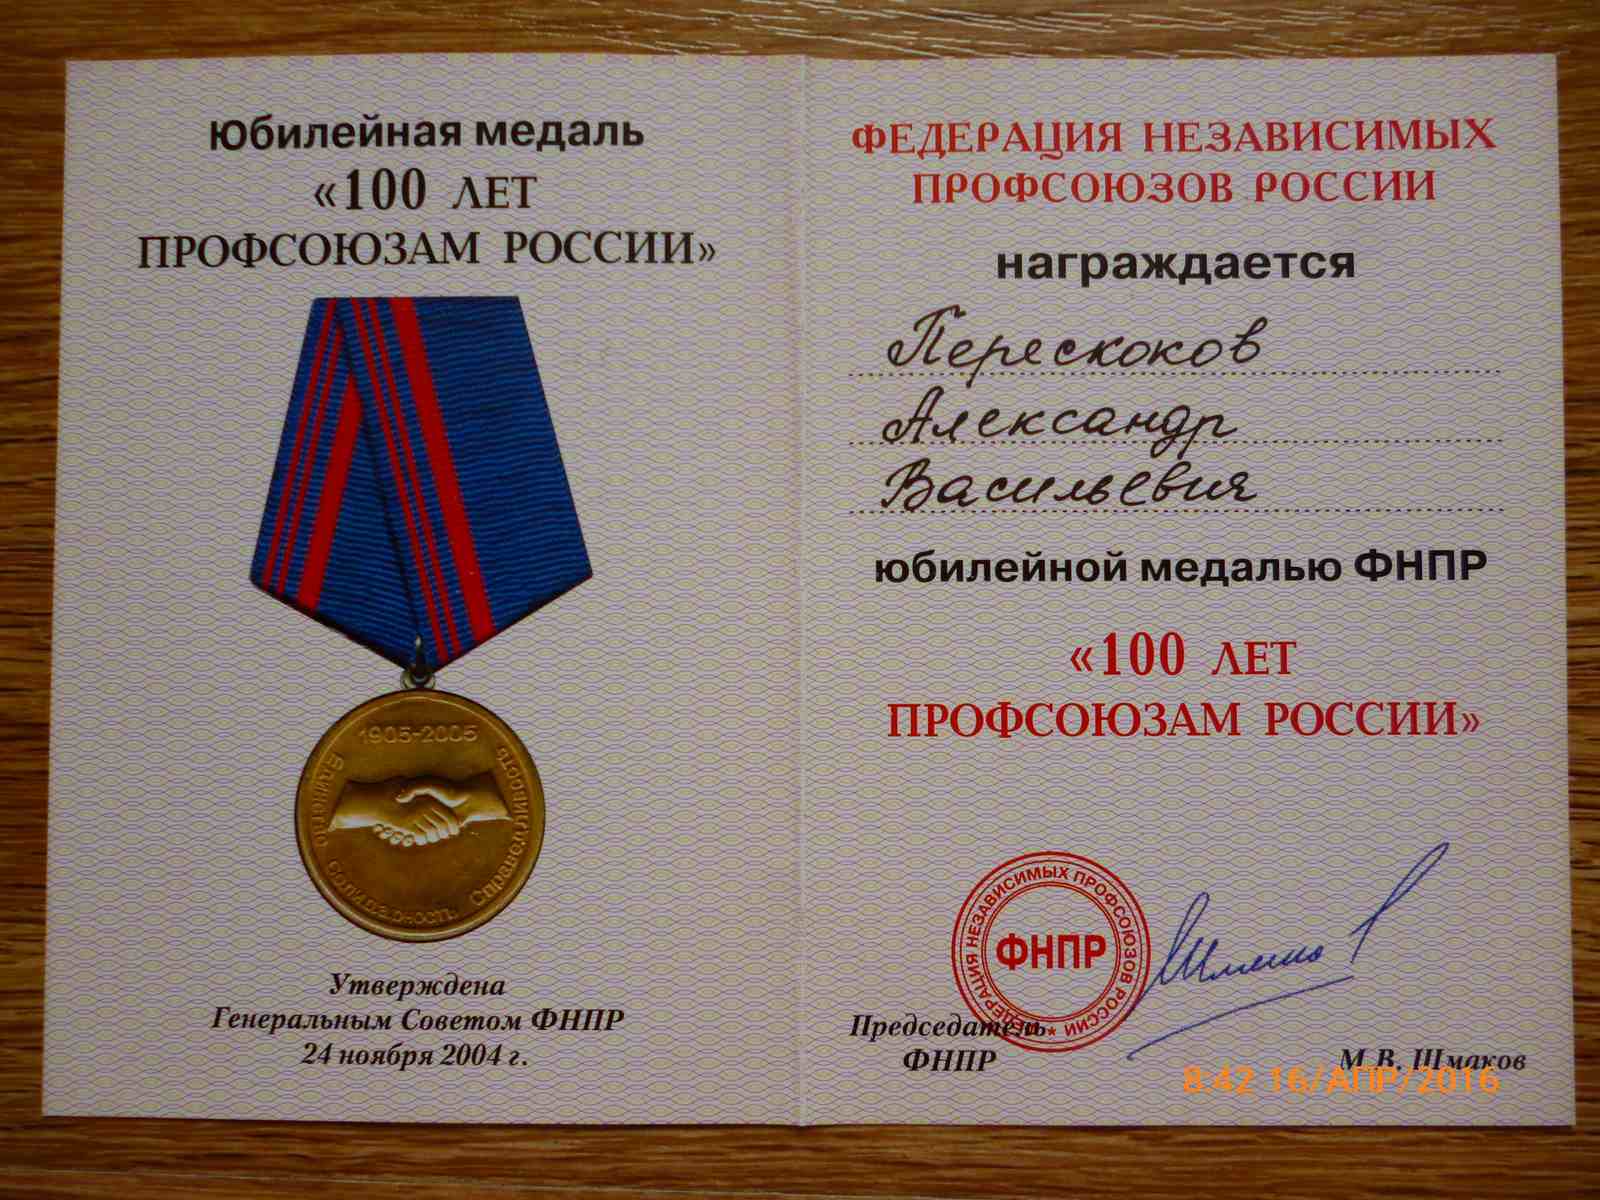 Юбилейная медаль
«100 ЛЕТ
ПРОФСОЮЗАМ РОССИИ»
1905-2005
Единство Солидарность Справедливость
Утверждена
Генеральным Советом ФНПР
24 ноября 2004 г.
ФЕДЕРАЦИЯ НЕЗАВИСИМЫХ
ПРОФСОЮЗОВ РОССИИ
награждается
Перескоков
Александр
Васильевич
юбилейной медалью ФНПР
«100 ЛЕТ
ПРОФСОЮЗАМ РОССИИ»
ФЕДЕРАЦИЯ НЕЗАВИСИМЫХ ПРОФСОЮЗОВ РОССИИ *
ФНПР
Председатель
ФНПР
М.В. Шмаков
8:42 16/АПР/2016